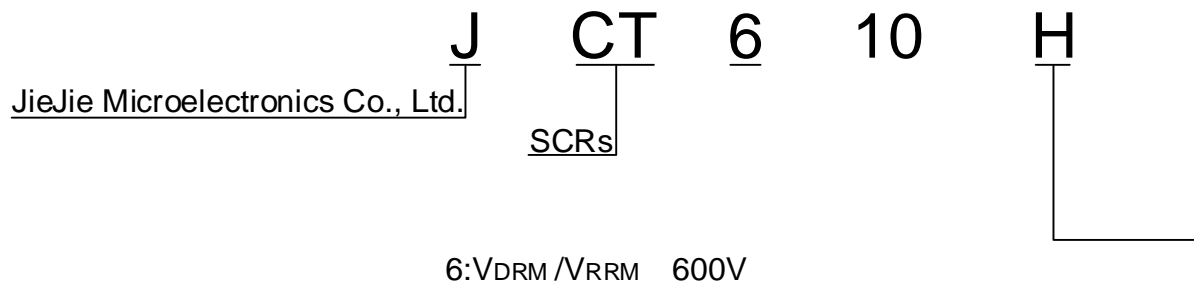 J CT 6 10 H
JieJie Microelectronics Co., Ltd.
SCRs
6:VDRM /VRRM 600V